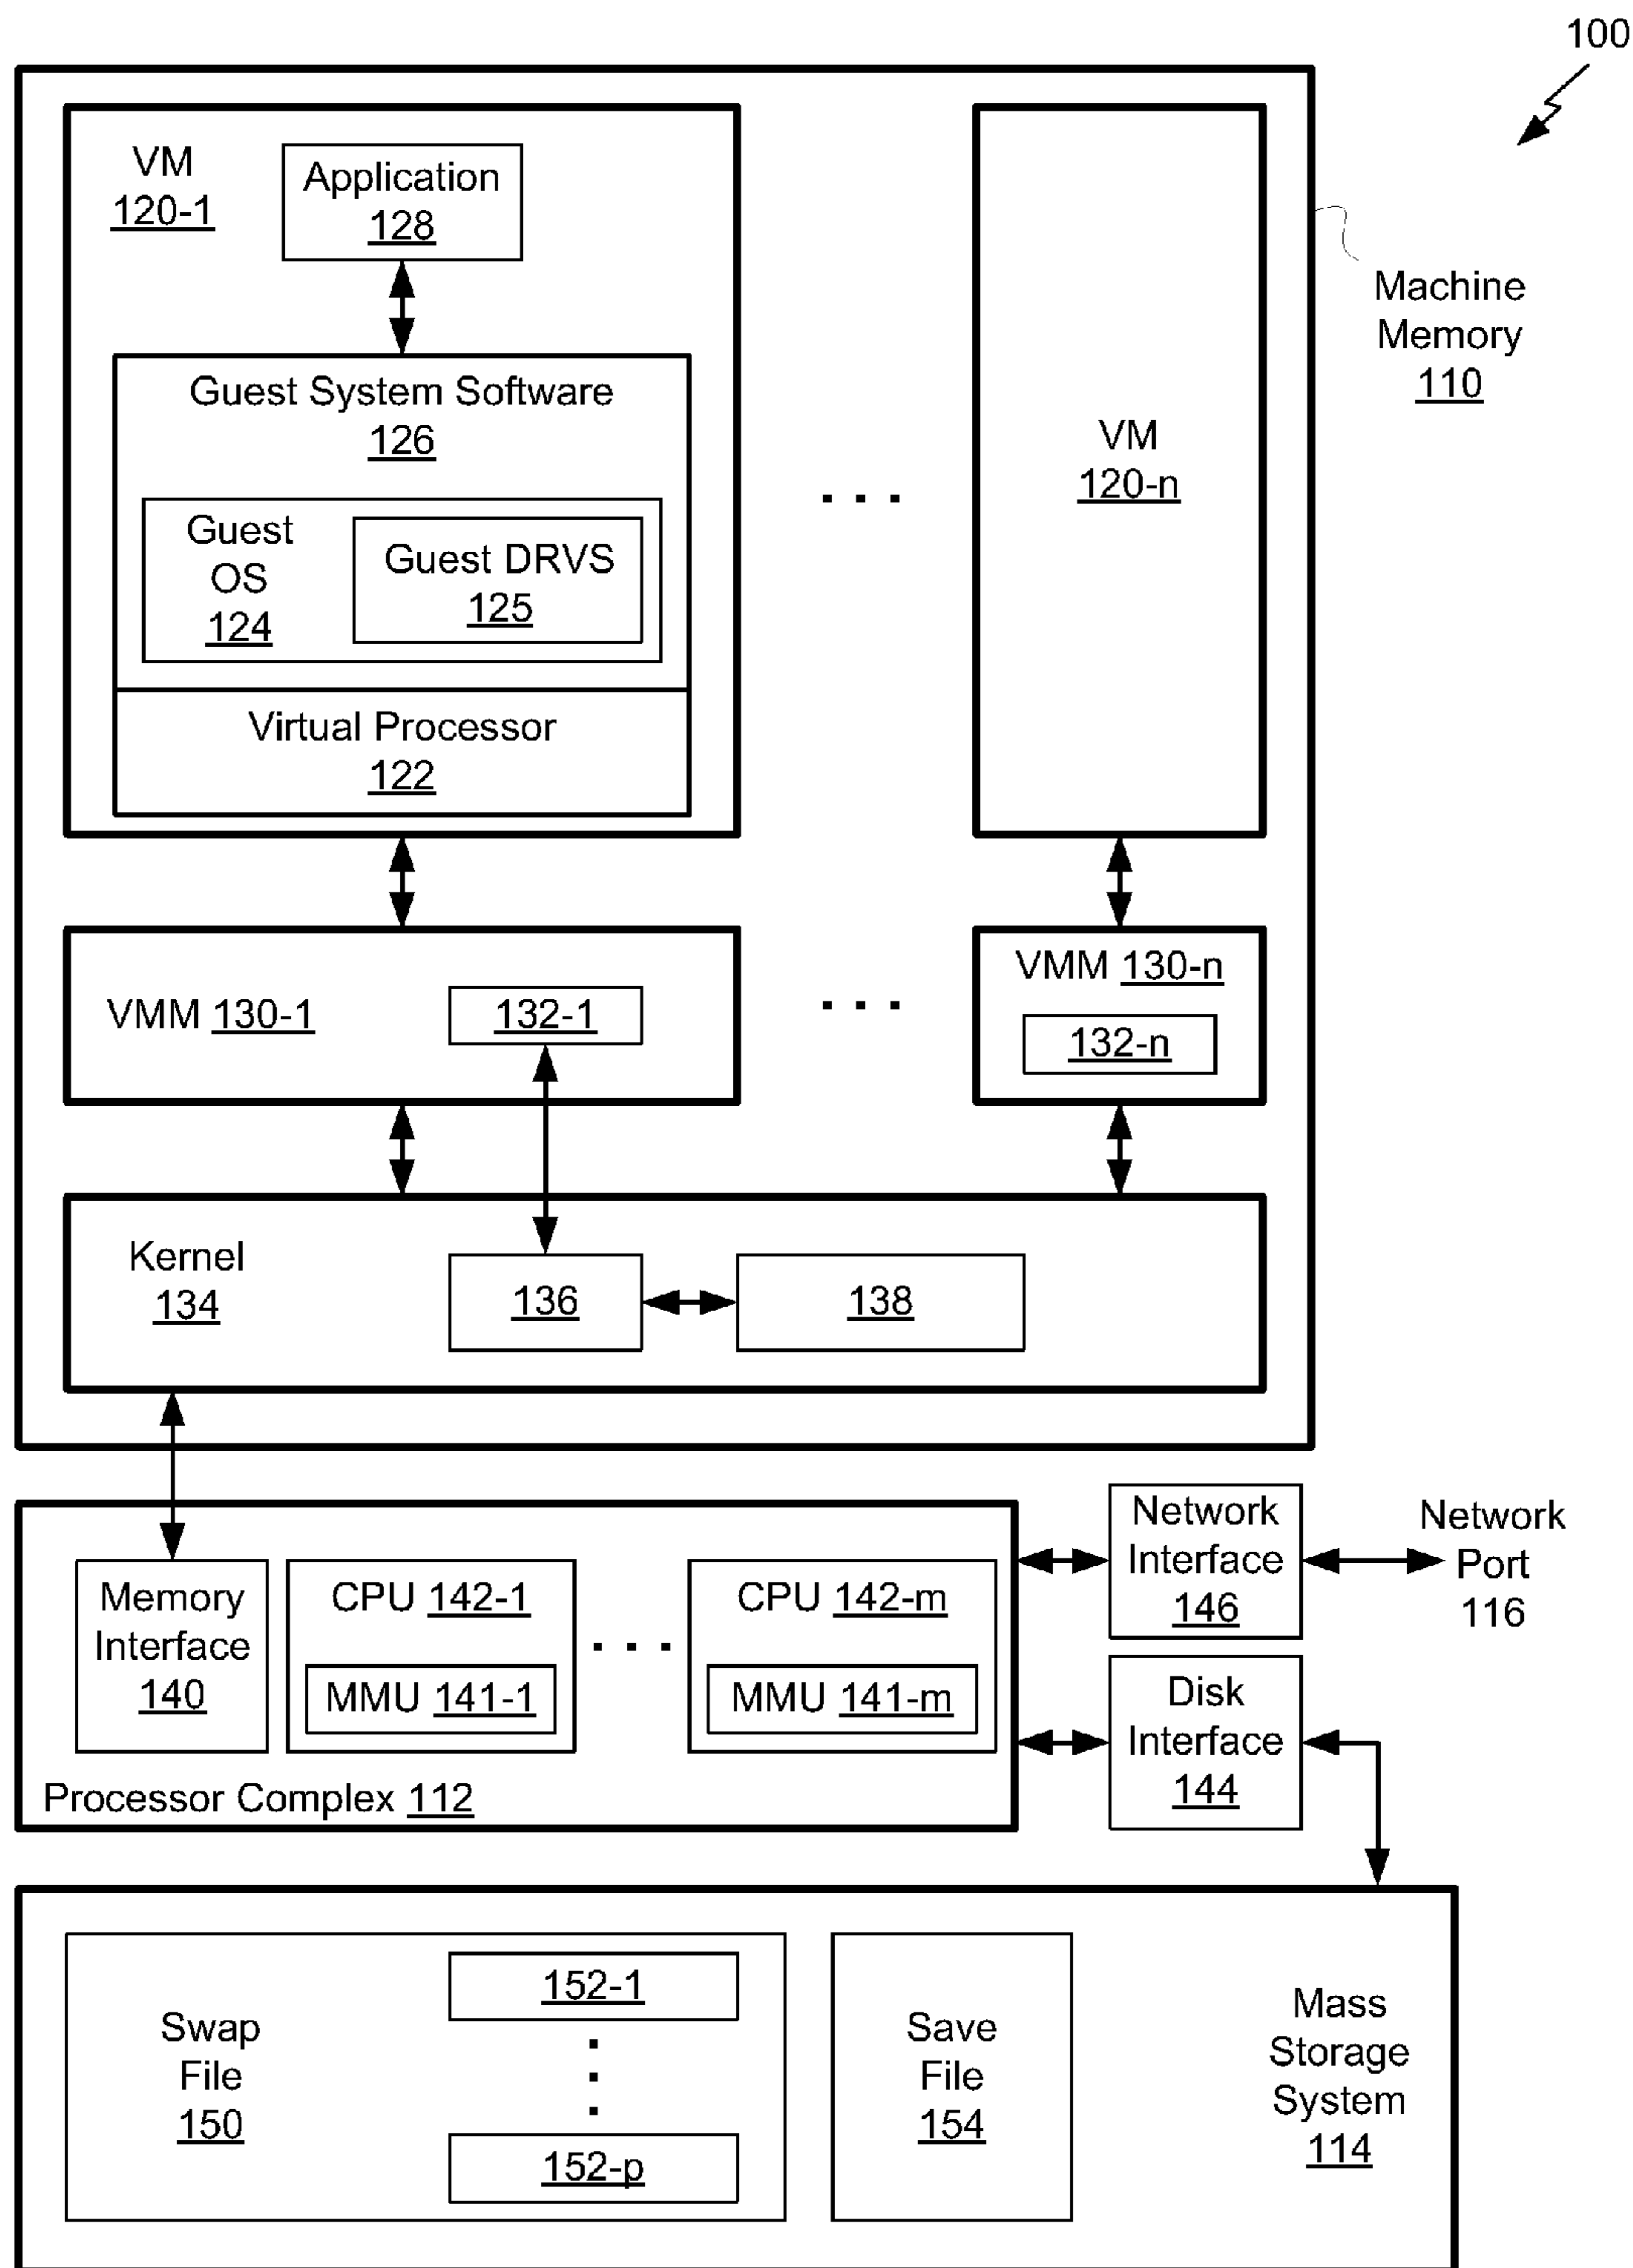 100
VM
120-1
Application
128
Machine
Memory
110
Guest System Software
126
Guest
OS
124
Guest DRVS
125
Virtual Processor
122
. . .
VM
120-n
VMM 130-1
132-1
. . .
VMM 130-n
132-n
Kernel
134
136
138
Memory
Interface
140
CPU 142-1
MMU 141-1
. . .
CPU 142-m
MMU 141-m
Processor Complex 112
Network
Interface
146
Network
Port
116
Disk
Interface
144
Swap
File
150
152-1
.
.
.
152-p
Save
File
154
Mass
Storage
System
114